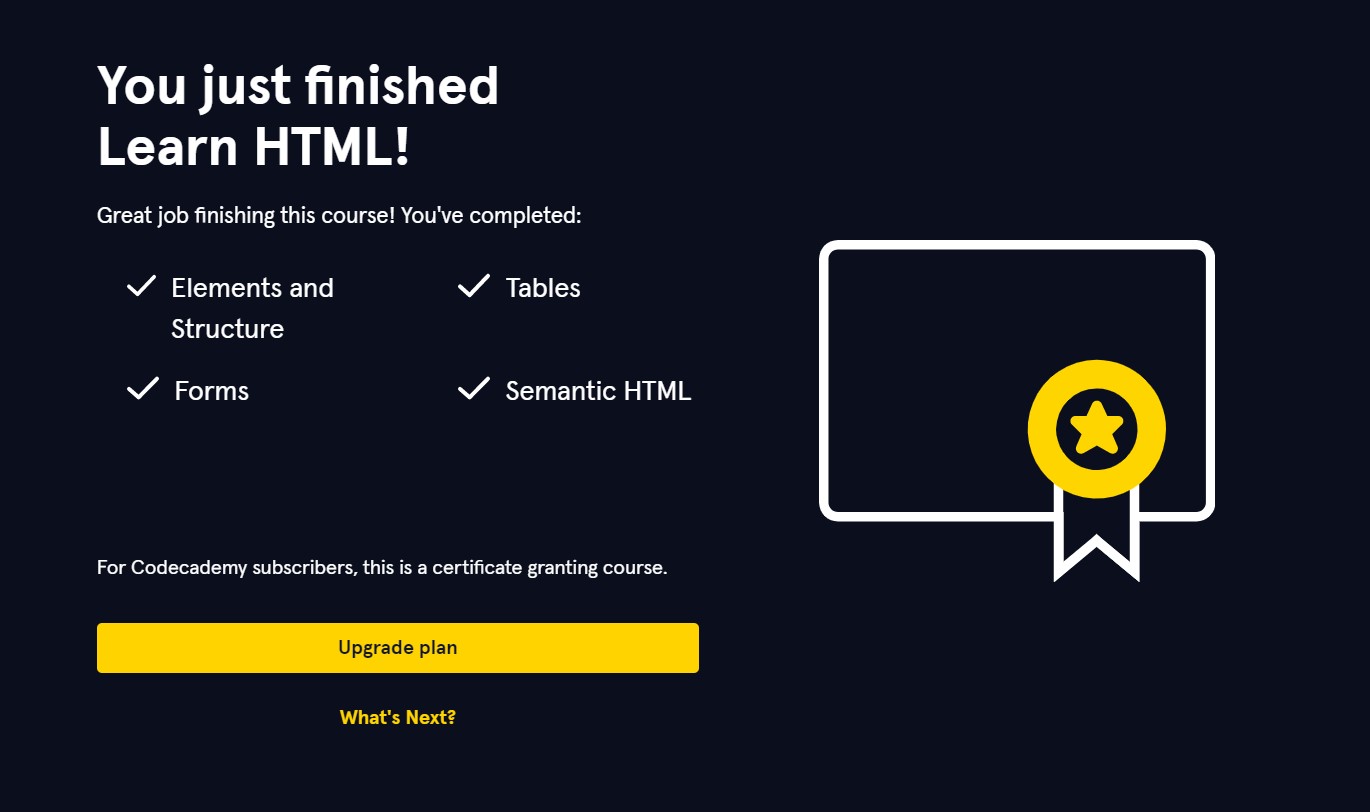 You just finished
Learn HTML!
Great job finishing this course! You've completed:
Elements and
Structure
Tables
Forms
Semantic HTML
For Codecademy subscribers, this is a certificate granting course.
Upgrade plan
What's Next?